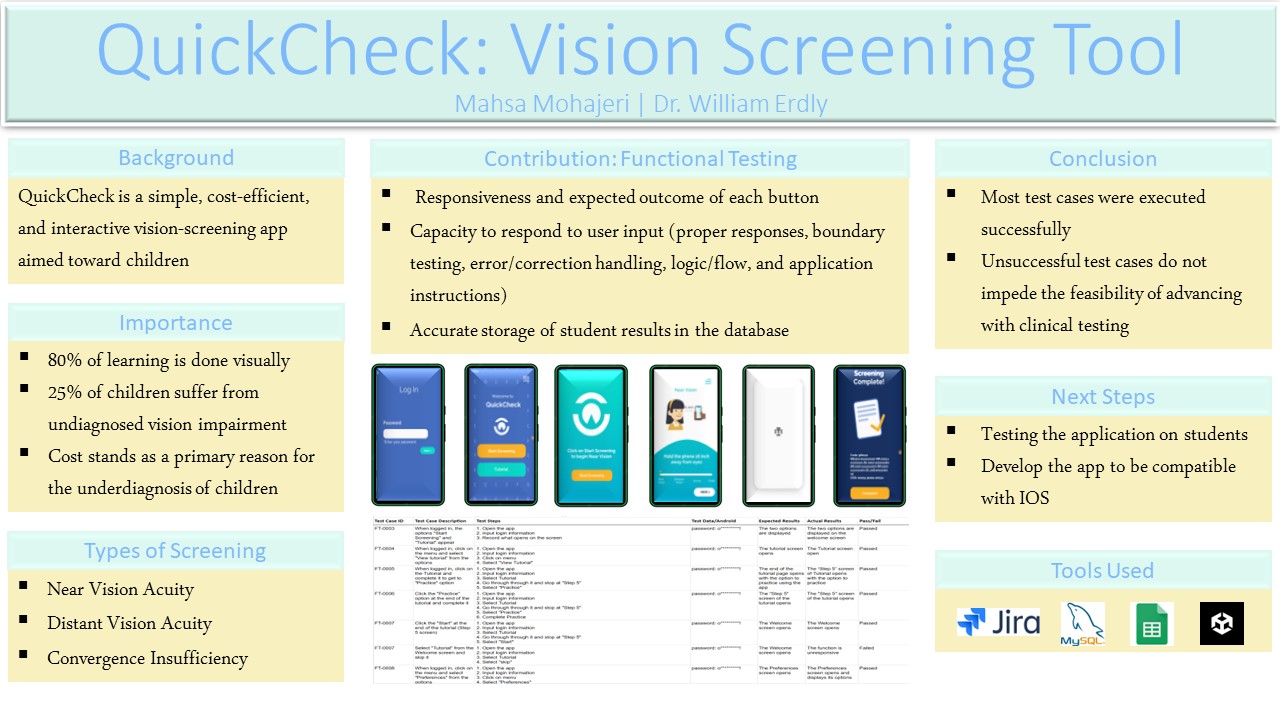 QuickCheck: Vision Screening Tool
Mahsa Mohajeri | Dr. William Erdly
Background
QuickCheck is a simple, cost-efficient,
and interactive vision-screening app
aimed toward children
Importance
80% of learning is done visually
25% of children suffer from
undiagnosed vision impairment
Cost stands as a primary reason for
the underdiagnosis of children
Types of Screening
Near Vision Acuity
Distant Vision Acuity
Convergence Insufficiency
Contribution: Functional Testing
Responsiveness and expected outcome of each button
Capacity to respond to user input (proper responses, boundary
testing, error/correction handling, logic/flow, and application
instructions)
Accurate storage of student results in the database
Log In
Password
Welcome to
QuickCheck
Start Screening
Tutorial
Click on Start Screening
to begin Near Vision
Start Screening
Near Vision
Hold the phone 16 inch
away from eyes
Screening
Complete!
Test Case ID Test Case Description Test Steps Test Data/Android Expected Results Actual Results Pass/Fail
FT-0003 When logged in, the 1. Open the app password: o********1 The two options The two options are Passed
options "Start 2. Input login information are displayed displayed on the
Screening" and 3. Record what opens on the screen welcome screen
"Tutorial" appear
FT-0004 When logged in, click on 1. Open the app password: o********1 The tutorial screen The Tutorial screen Passed
the menu and select 2. Input login information opens open
"View tutorial" from the 3. Click on menu
options 4. Select "View Tutorial"
FT-0005 When logged in, click on 1. Open the app password: o********1 The end of the The "Step 5" screen Passed
the Tutorial and 2. Input login information tutorial page opens of Tutorial opens
complete it to get to 3. Select Tutorial with the option to with the option to
"Practice" option 4. Go through through it and stop at "Step 5" practice using the practice
5. Select "Practice" app
FT-0006 Click the "Practice" 1. Open the app password: o********1 The "Step 5" The "Step 5" screen Passed
option at the end of the 2. Input login information screen of the of the tutorial opens
tutorial and complete it 3. Select Tutorial tutorial opens
4. Go through through it and stop at "Step 5"
5. Select "Practice"
6. Complete Practice
FT-0007 Click the "Start" at the 1. Open the app password: o********1 The Welcome The Welcome Passed
end of the tutorial (Step 2. Input login information screen opens screen opens
5 screen) 3. Select Tutorial
4. Go through through it and stop at "Step 5"
5. Select "Start"
FT-0007 Select "Tutorial" from the 1. Open the app password: o********1 The Welcome The function is Failed
Welcome screen and 2. Input login information screen opens unresponsive
skip it 3. Select Tutorial
4. Select "skip"
FT-0008 When logged in, click on 1. Open the app password: o********1 The Preferences The Preferences Passed
the menu and select 2. Input login information screen opens screen opens and
"Preferences" from the 3. Click on menu displays its options
options 4. Select "Preferences"
Conclusion
Most test cases were executed
successfully
Unsuccessful test cases do not
impede the feasibility of advancing
with clinical testing
Next Steps
Testing the application on students
Develop the app to be compatible
with IOS
Tools Used
Jira
MySQL